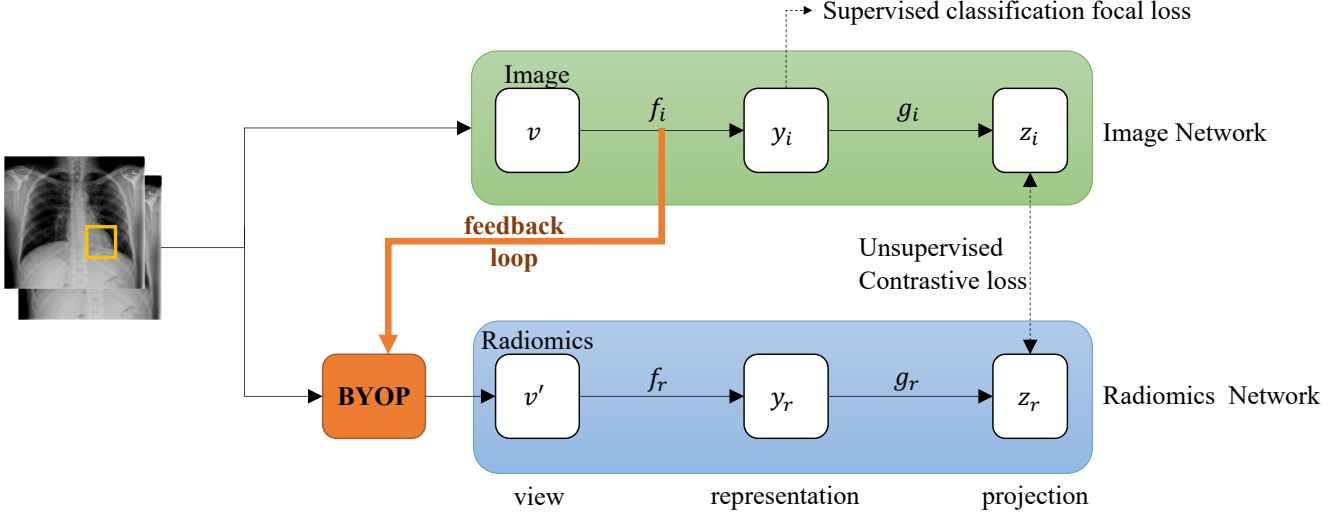 Supervised classification focal loss
Image
v
f_i
y_i
g_i
z_i
Image Network
feedback
loop
Unsupervised
Contrastive loss
Radiomics
BYOP
v′
f_r
y_r
g_r
z_r
Radiomics Network
view
representation
projection